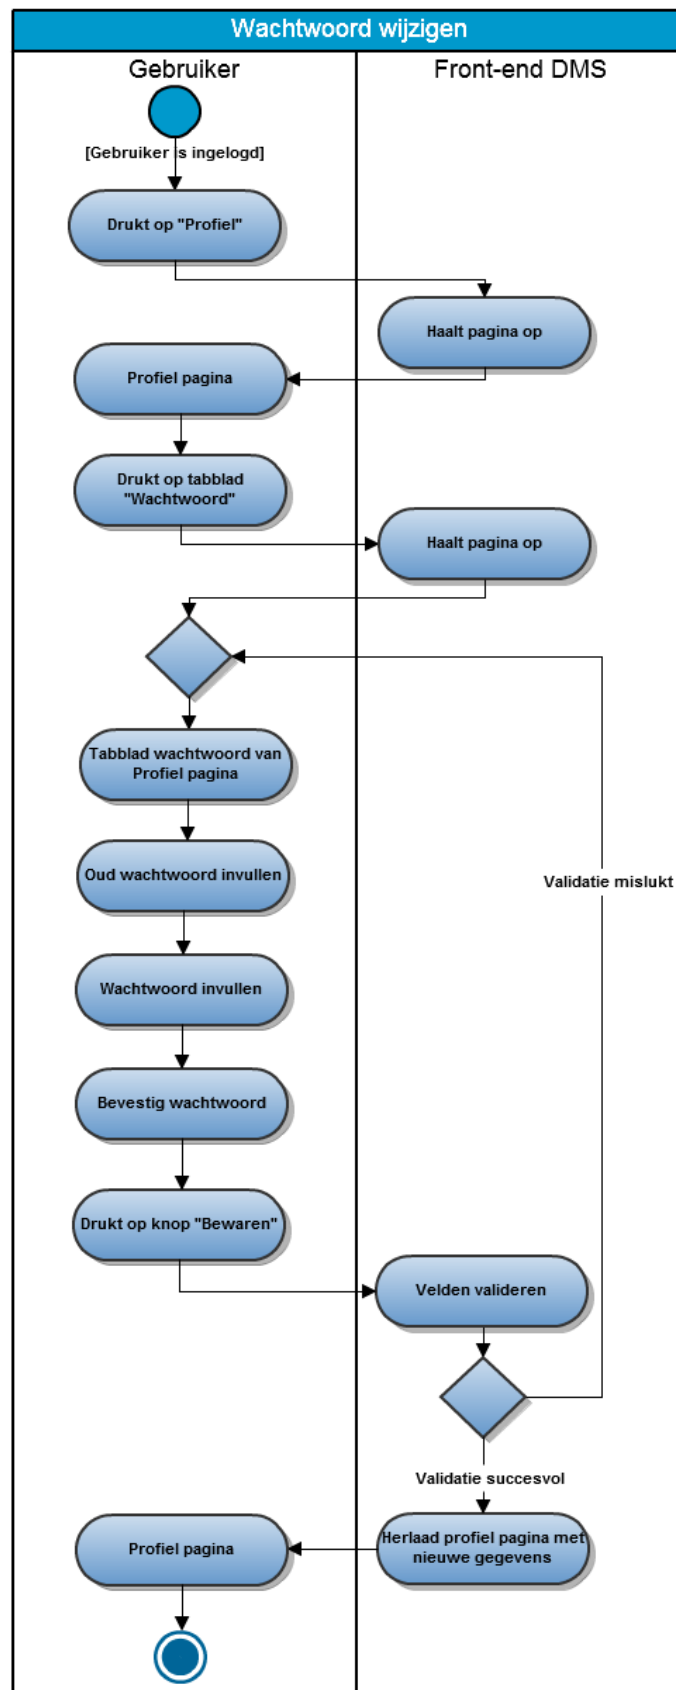 Wachtwoord wijzigen
Gebruiker
Front-end DMS
[Gebruiker is ingelogd]
Drukt op "Profiel"
Haalt pagina op
Profiel pagina
Drukt op tabblad
"Wachtwoord"
Haalt pagina op
Tabblad wachtwoord van
Profiel pagina
Oud wachtwoord invullen
Validatie mislukt
Wachtwoord invullen
Bevestig wachtwoord
Drukt op knop "Bewaren"
Velden valideren
Validatie succesvol
Herlaad profiel pagina met
nieuwe gegevens
Profiel pagina